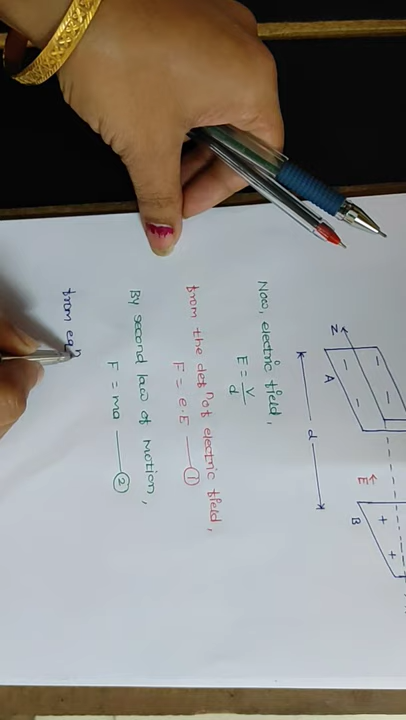 Z
A
d
E
B
Now, electric field,
E = V/d
from the defⁿ of electric field,
F = e·E —— ①
By second law of Motion,
F = ma —— ②
from eqⁿ